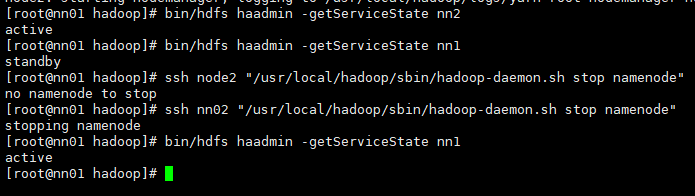 [root@nn01 hadoop]# bin/hdfs haadmin -getServiceState nn2
active
[root@nn01 hadoop]# bin/hdfs haadmin -getServiceState nn1
standby
[root@nn01 hadoop]# ssh node2 "/usr/local/hadoop/sbin/hadoop-daemon.sh stop namenode"
no namenode to stop
[root@nn01 hadoop]# ssh nn02 "/usr/local/hadoop/sbin/hadoop-daemon.sh stop namenode"
stopping namenode
[root@nn01 hadoop]# bin/hdfs haadmin -getServiceState nn1
active
[root@nn01 hadoop]#